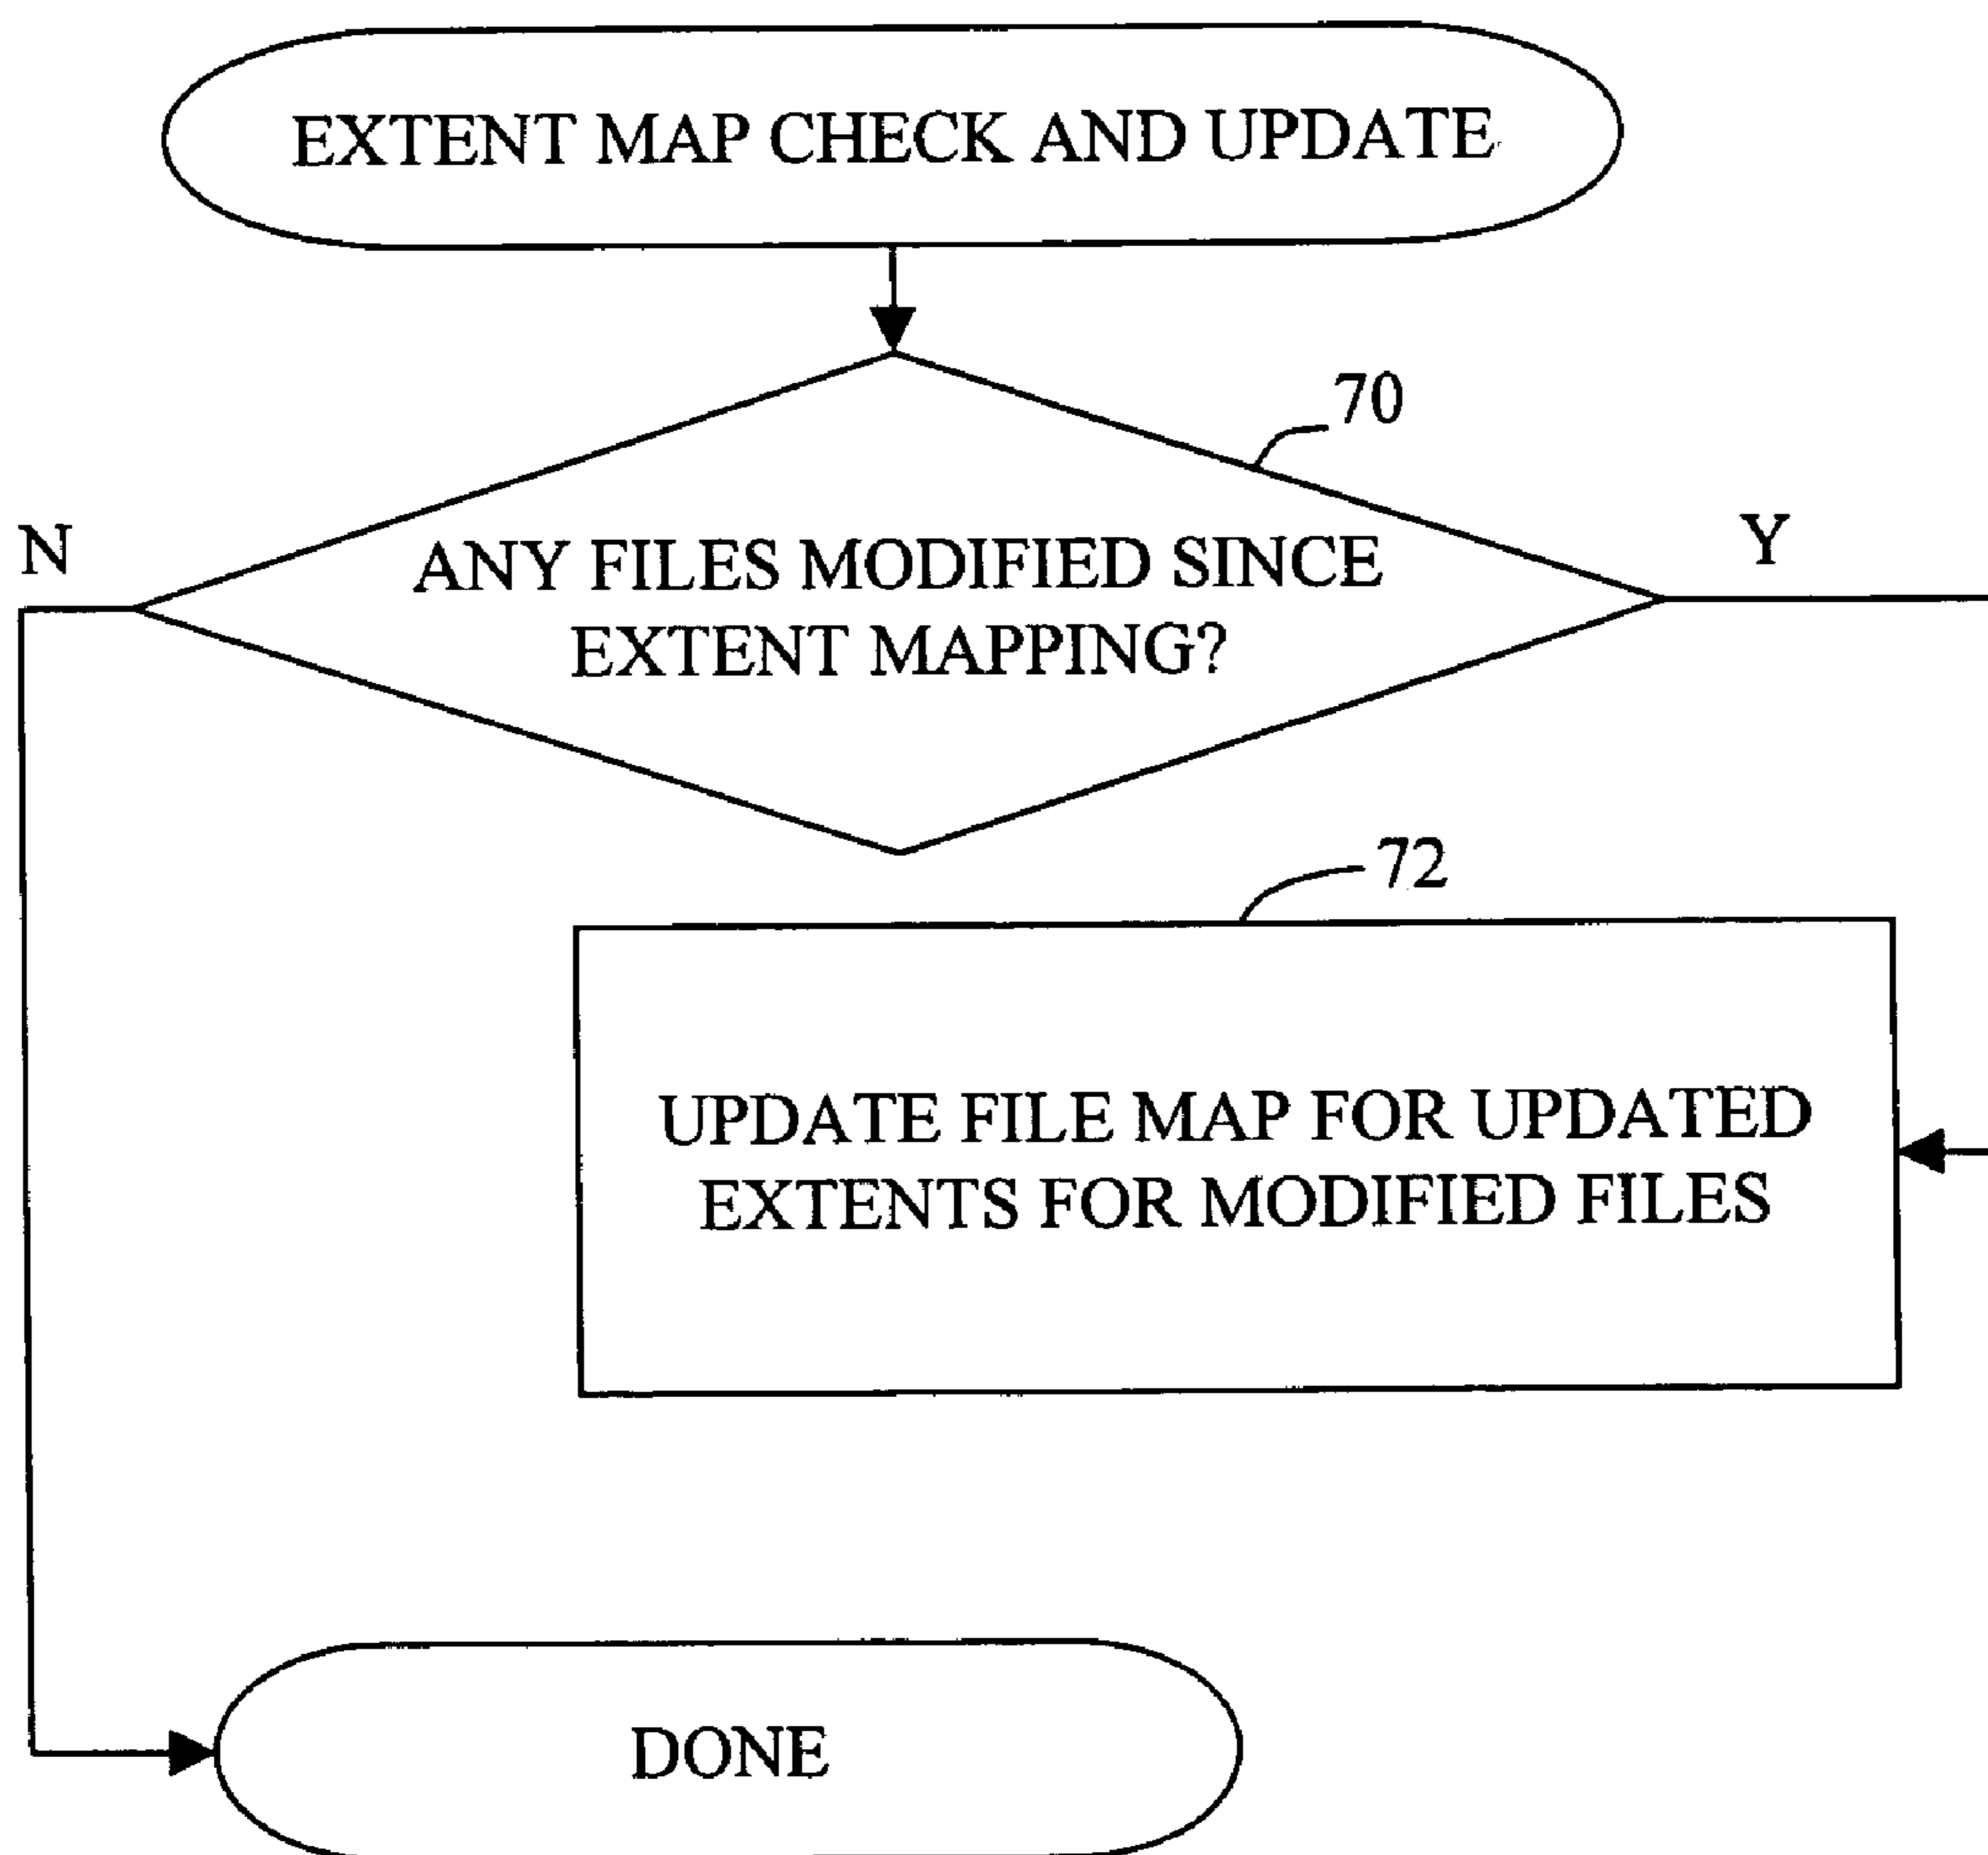 EXTENT MAP CHECK AND UPDATE
70
N
Y
ANY FILES MODIFIED SINCE
EXTENT MAPPING?
72
UPDATE FILE MAP FOR UPDATED
EXTENTS FOR MODIFIED FILES
DONE